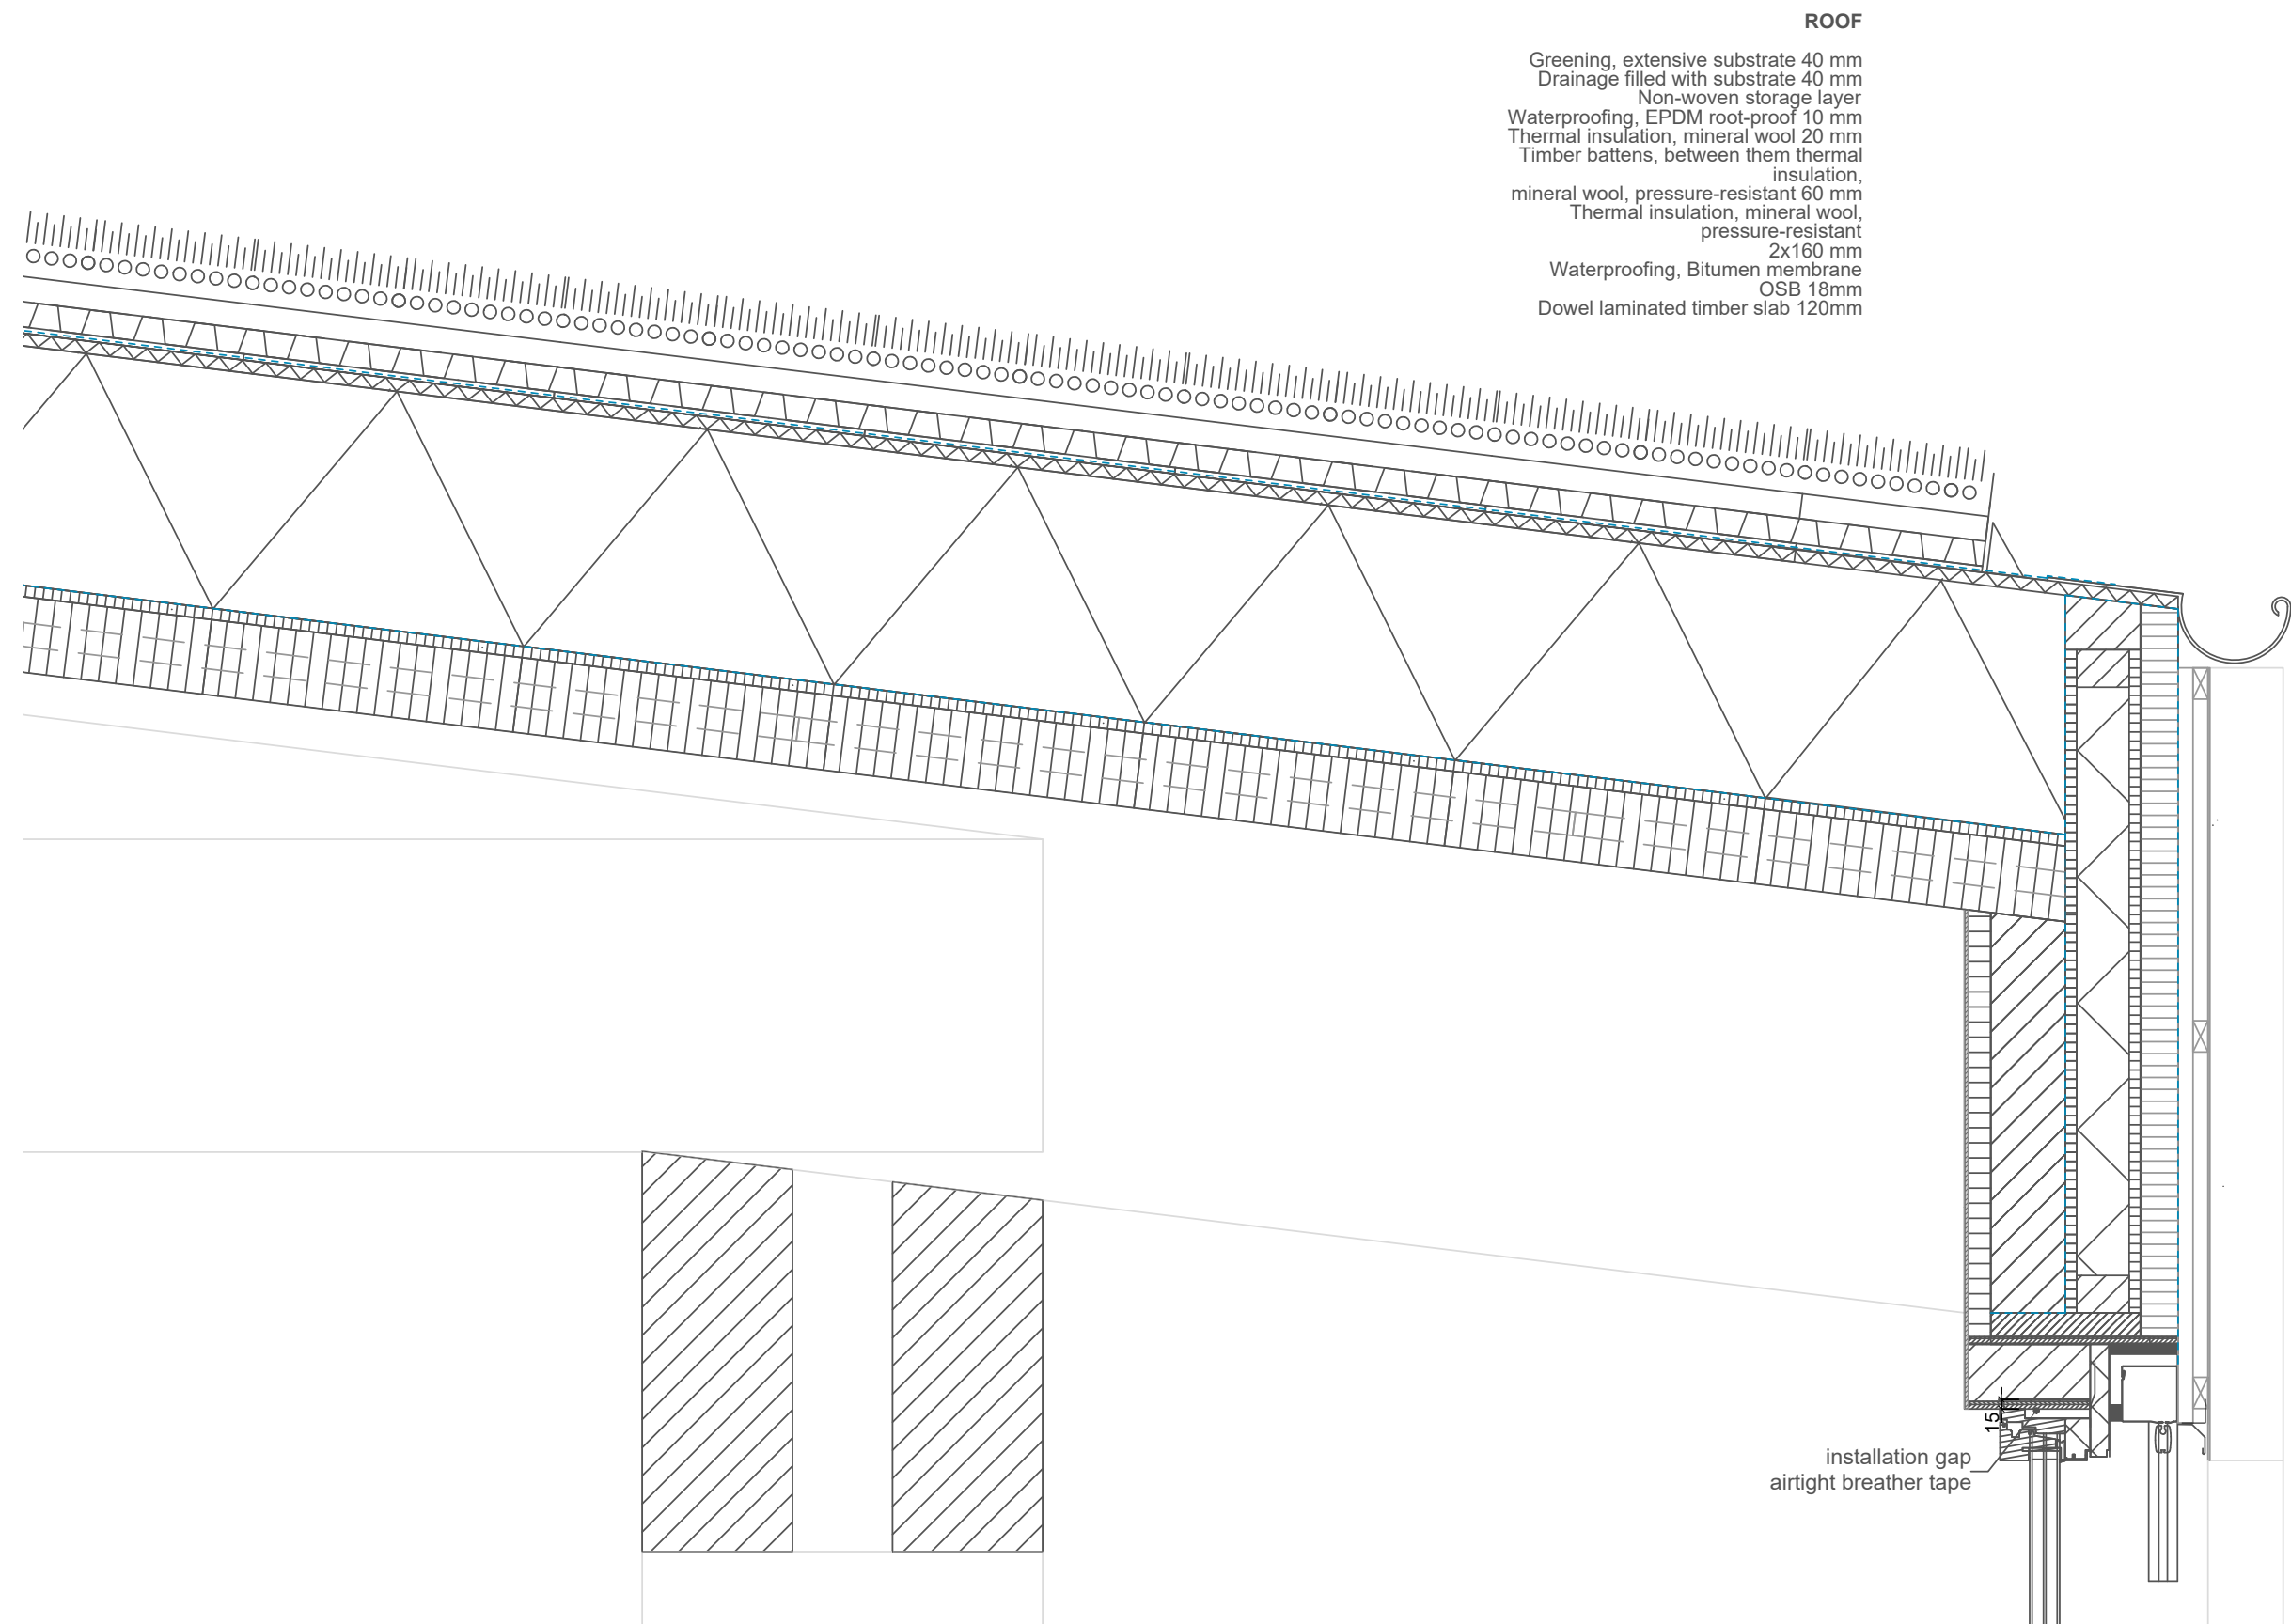 ROOF
Greening, extensive substrate 40 mm
Drainage filled with substrate 40 mm
Non-woven storage layer
Waterproofing, EPDM root-proof 10 mm
Thermal insulation, mineral wool 20 mm
Timber battens, between them thermal
insulation,
mineral wool, pressure-resistant 60 mm
Thermal insulation, mineral wool,
pressure-resistant
2x160 mm
Waterproofing, Bitumen membrane
OSB 18mm
Dowel laminated timber slab 120mm
15
installation gap
airtight breather tape